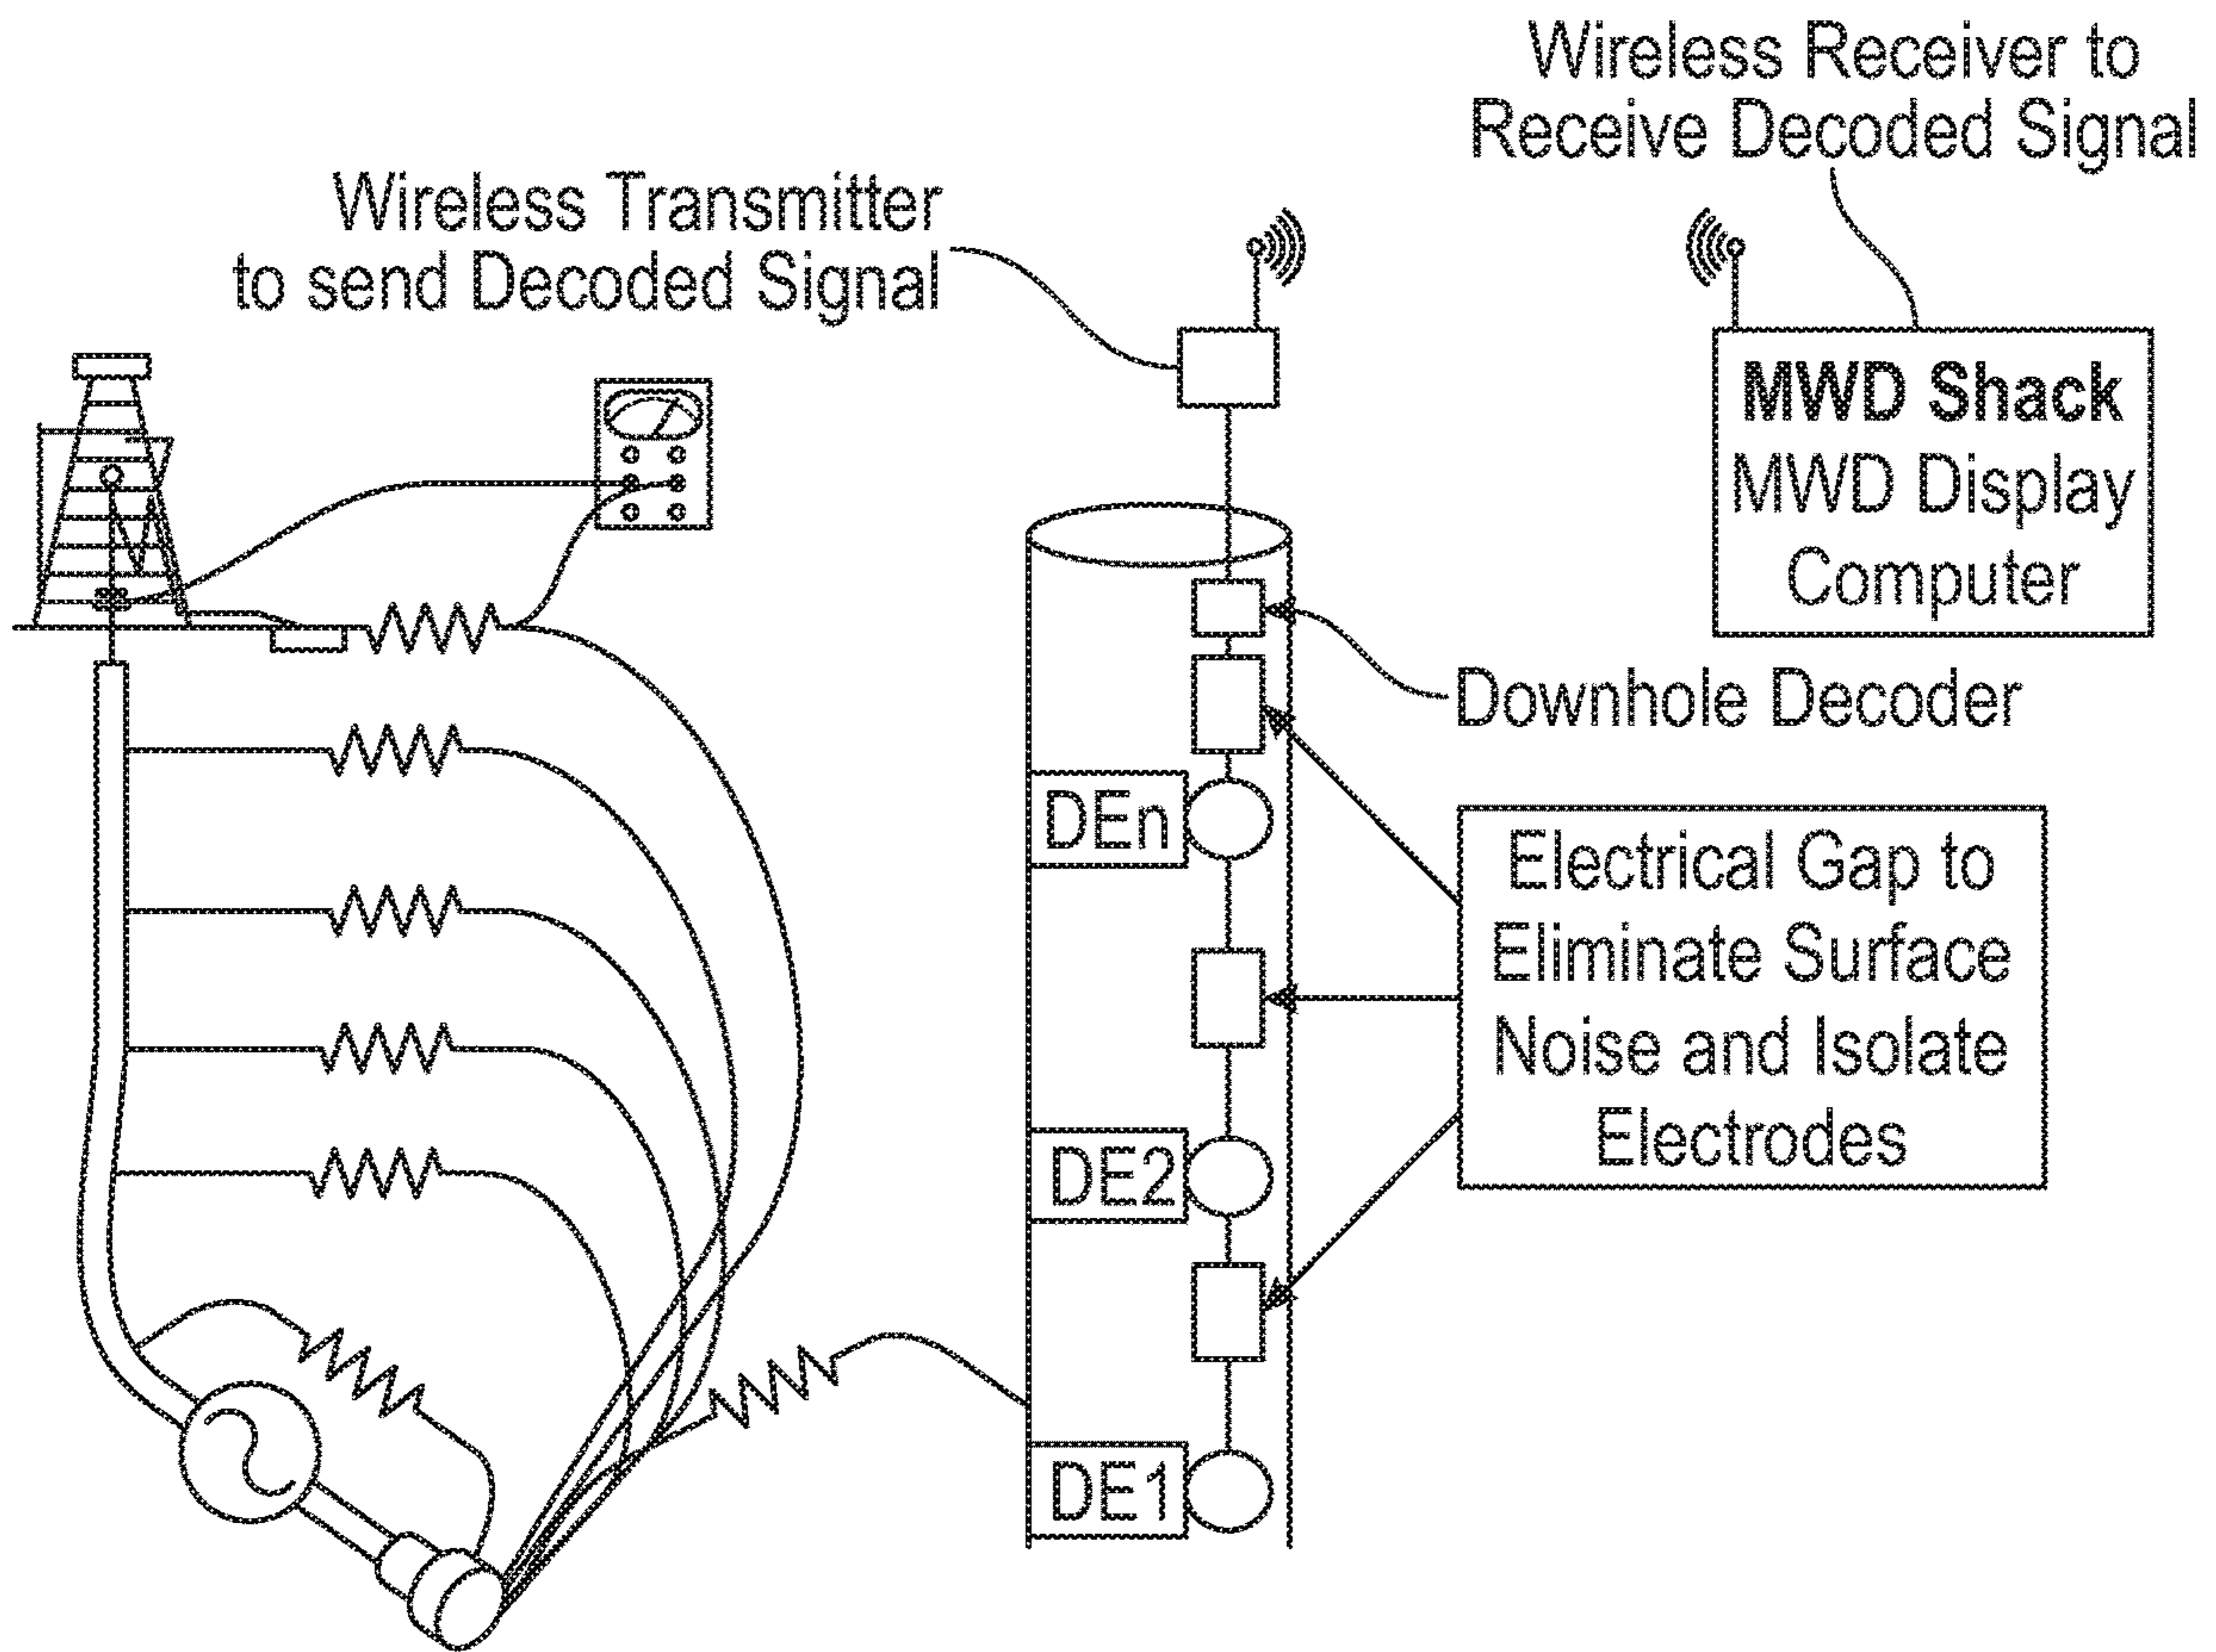 Wireless Receiver to
Receive Decoded Signal
Wireless Transmitter
to send Decoded Signal
MWD Shack
MWD Display
Computer
Downhole Decoder
DEn
Electrical Gap to
Eliminate Surface
Noise and Isolate
Electrodes
DE2
DE1